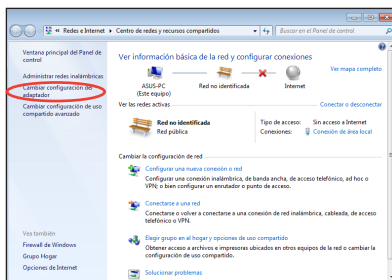 « Redes e Internet ▸ Centro de redes y recursos compartidos
Buscar en el Panel de control
Ventana principal del Panel de
control
Administrar redes inalámbricas
Cambiar configuración del
adaptador
Cambiar configuración de uso
compartido avanzado
Vea también
Firewall de Windows
Grupo Hogar
Opciones de Internet
Ver información básica de la red y configurar conexiones
Ver mapa completo
ASUS-PC
(Este equipo)
Red no identificada
Internet
Ver las redes activas
Conectar o desconectar
Red no identificada
Red pública
Tipo de acceso: Sin acceso a Internet
Conexiones: Conexión de área local
Cambiar la configuración de red
Configurar una nueva conexión o red
Configurar una conexión inalámbrica, de banda ancha, de acceso telefónico, ad hoc o
VPN; o bien configurar un enrutador o punto de acceso.
Conectarse a una red
Conectarse o volver a conectarse a una conexión de red inalámbrica, cableada, de acceso
telefónico o VPN.
Elegir grupo en el hogar y opciones de uso compartido
Obtener acceso a archivos e impresoras ubicados en otros equipos de la red o cambiar la
configuración de uso compartido.
Solucionar problemas